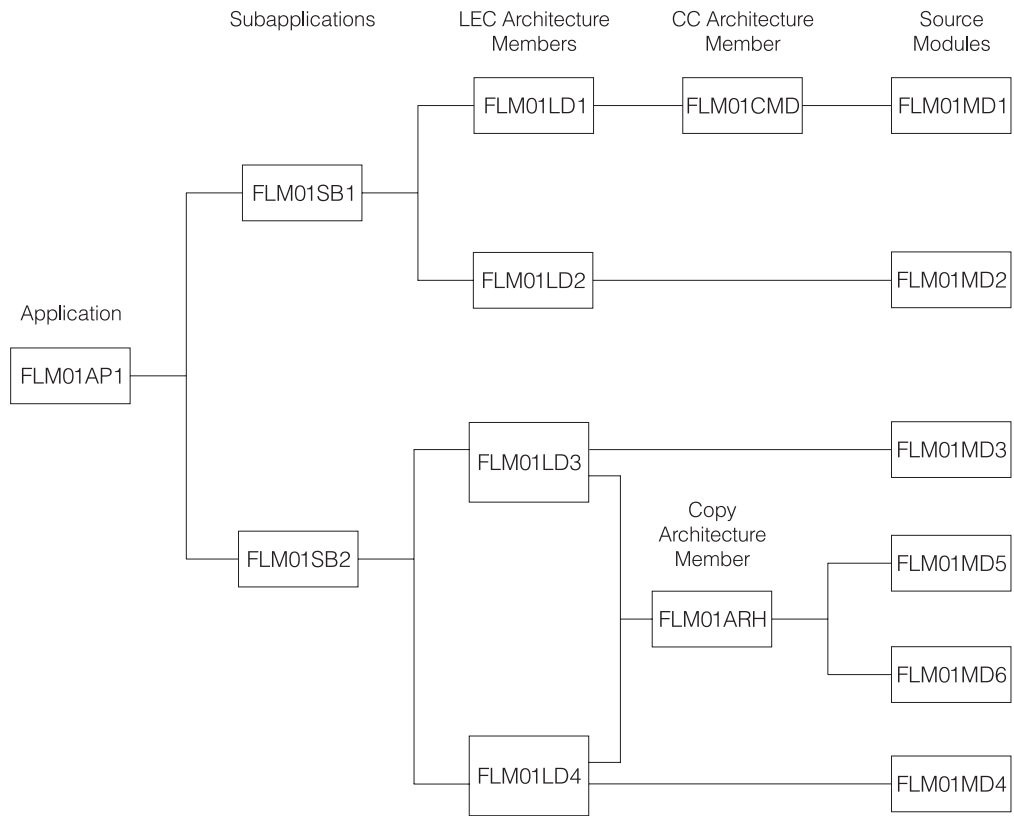 Subapplications
LEC Architecture
Members
CC Architecture
Member
Source
Modules
FLM01LD1
FLM01CMD
FLM01MD1
FLM01SB1
FLM01LD2
FLM01MD2
Application
FLM01AP1
FLM01LD3
FLM01MD3
Copy
Architecture
Member
FLM01SB2
FLM01MD5
FLM01ARH
FLM01MD6
FLM01LD4
FLM01MD4